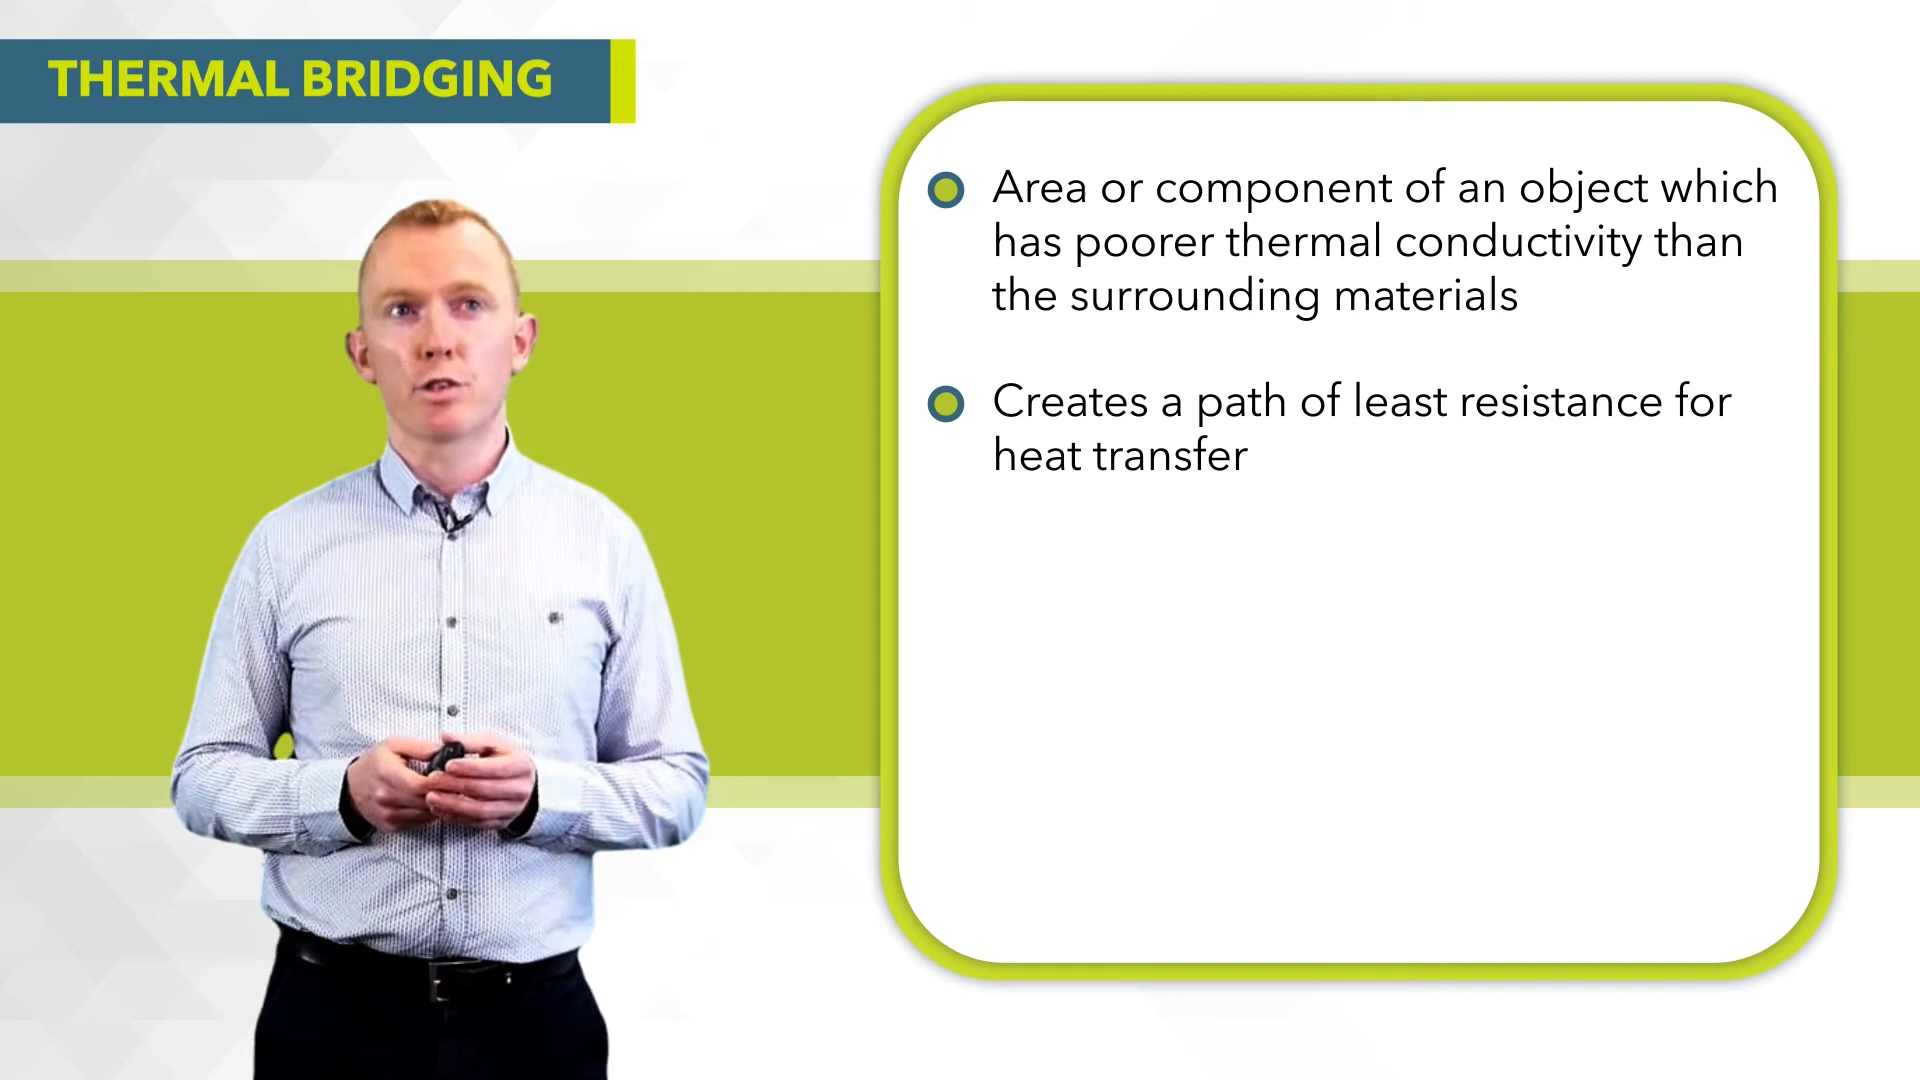 THERMAL BRIDGING
Area or component of an object which
has poorer thermal conductivity than
the surrounding materials
Creates a path of least resistance for
heat transfer